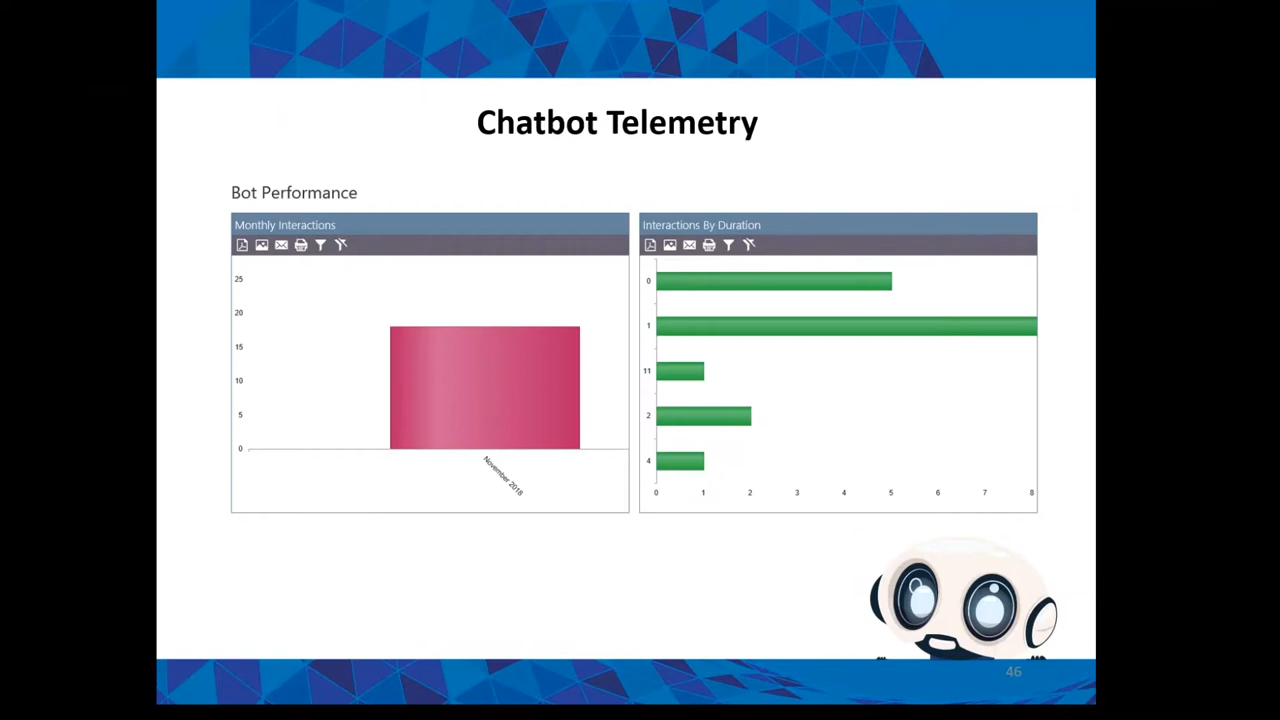 Chatbot Telemetry
Bot Performance
Monthly Interactions
25
20
15
10
5
0
November 2018
Interactions By Duration
0
1
11
2
4
0 1 2 3 4 5 6 7 8
46